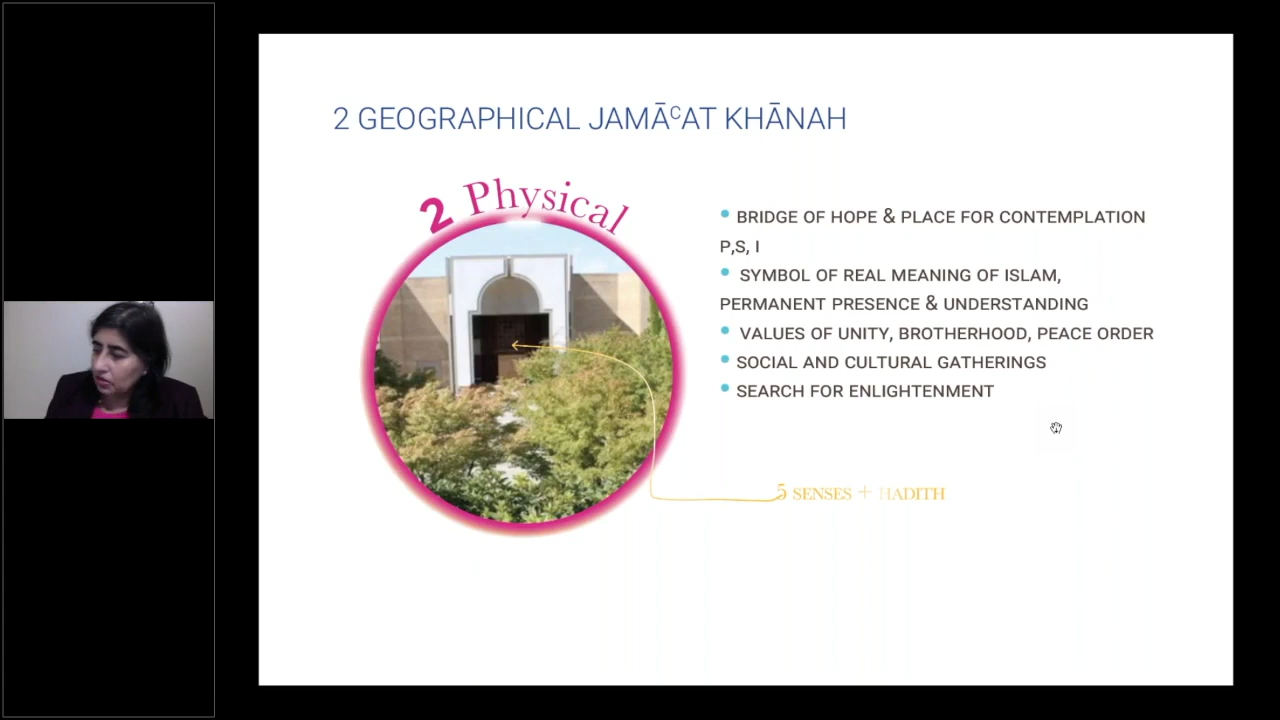 2 GEOGRAPHICAL JAMĀᶜAT KHĀNAH
2 Physical
• BRIDGE OF HOPE & PLACE FOR CONTEMPLATION
P,S, I
• SYMBOL OF REAL MEANING OF ISLAM,
PERMANENT PRESENCE & UNDERSTANDING
• VALUES OF UNITY, BROTHERHOOD, PEACE ORDER
• SOCIAL AND CULTURAL GATHERINGS
• SEARCH FOR ENLIGHTENMENT
5 SENSES + HADITH